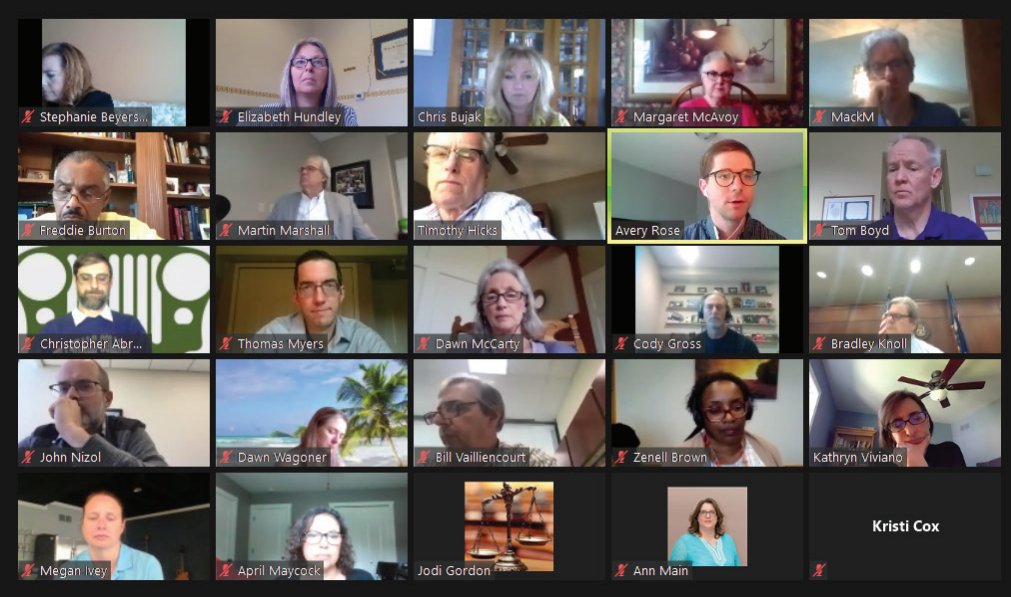 Stephanie Beyers...
Elizabeth Hundley
Chris Bujak
Margaret McAvoy
MackM
Freddie Burton
Martin Marshall
Timothy Hicks
Avery Rose
Tom Boyd
Christopher Abr...
Thomas Myers
Dawn McCarty
Cody Gross
Bradley Knoll
John Nizol
Dawn Wagoner
Bill Vailliencourt
Zenell Brown
Kathryn Viviano
Megan Ivey
April Maycock
Jodi Gordon
Ann Main
Kristi Cox